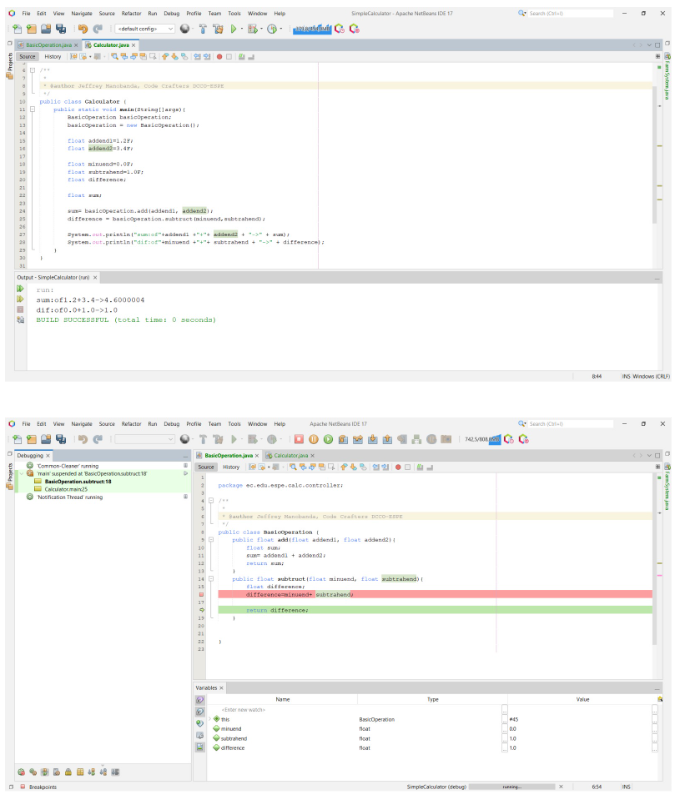 File Edit View Navigate Source Refactor Run Debug Profile Team Tools Window Help SimpleCalculator - Apache NetBeans IDE 17 Search (Ctrl+I)
<default config>
BasicOperation.java × Calculator.java ×
Projects
Source History
6 /**
7 *
8 * @author Jeffrey Manobanda, Code Crafters DCCO-ESPE
9 */
10 public class Calculator {
11 public static void main(String[]args){
12 BasicOperation basicOperation;
13 basicOperation = new BasicOperation();
14
15 float addend1=1.2F;
16 float addend2=3.4F;
17
18 float minuend=0.0F;
19 float subtrahend=1.0F;
20 float difference;
21
22 float sum;
23
24 sum= basicOperation.add(addend1, addend2);
25 difference = basicOperation.subtruct(minuend,subtrahend);
26
27 System.out.println("sum:of"+addend1 +"+"+ addend2 + "->" + sum);
28 System.out.println("dif:of"+minuend +"+"+ subtrahend + "->" + difference);
29 }
30 }
31
FarmSystem.java
Output - SimpleCalculator (run) ×
run:
sum:of1.2+3.4->4.6000004
dif:of0.0+1.0->1.0
BUILD SUCCESSFUL (total time: 0 seconds)
8:44 INS Windows (CRLF)
File Edit View Navigate Source Refactor Run Debug Profile Team Tools Window Help Apache NetBeans IDE 17 Search (Ctrl+I)
742,5/808,0MB
Debugging × BasicOperation.java × Calculator.java ×
Projects
'Common-Cleaner' running
'main' suspended at 'BasicOperation.subtruct:18'
BasicOperation.subtruct:18
Calculator.main:25
'Notification Thread' running
Source History
1
2 package ec.edu.espe.calc.controller;
3
4 /**
5 *
6 * @author Jeffrey Manobanda, Code Crafters DCCO-ESPE
7 */
8 public class BasicOperation {
9 public float add(float addend1, float addend2){
10 float sum;
11 sum= addend1 + addend2;
12 return sum;
13 }
14 public float subtruct(float minuend, float subtrahend){
15 float difference;
difference=minuend+ subtrahend;
17
return difference;
19 }
20
21
22 }
23
FarmSystem.java
Variables ×
Name Type Value
<Enter new watch>
this BasicOperation #45
minuend float 0.0
subtrahend float 1.0
difference float 1.0
Breakpoints SimpleCalculator (debug) running... × 6:54 INS